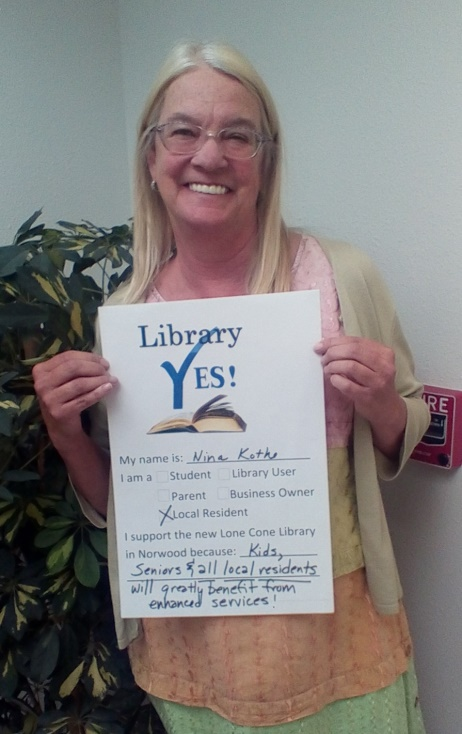 Library
YES!
My name is: Nina Kothe
I am a Student Library User
Parent Business Owner
X Local Resident
I support the new Lone Cone Library
in Norwood because: Kids,
Seniors & all local residents
will greatly benefit from
enhanced services!
RE